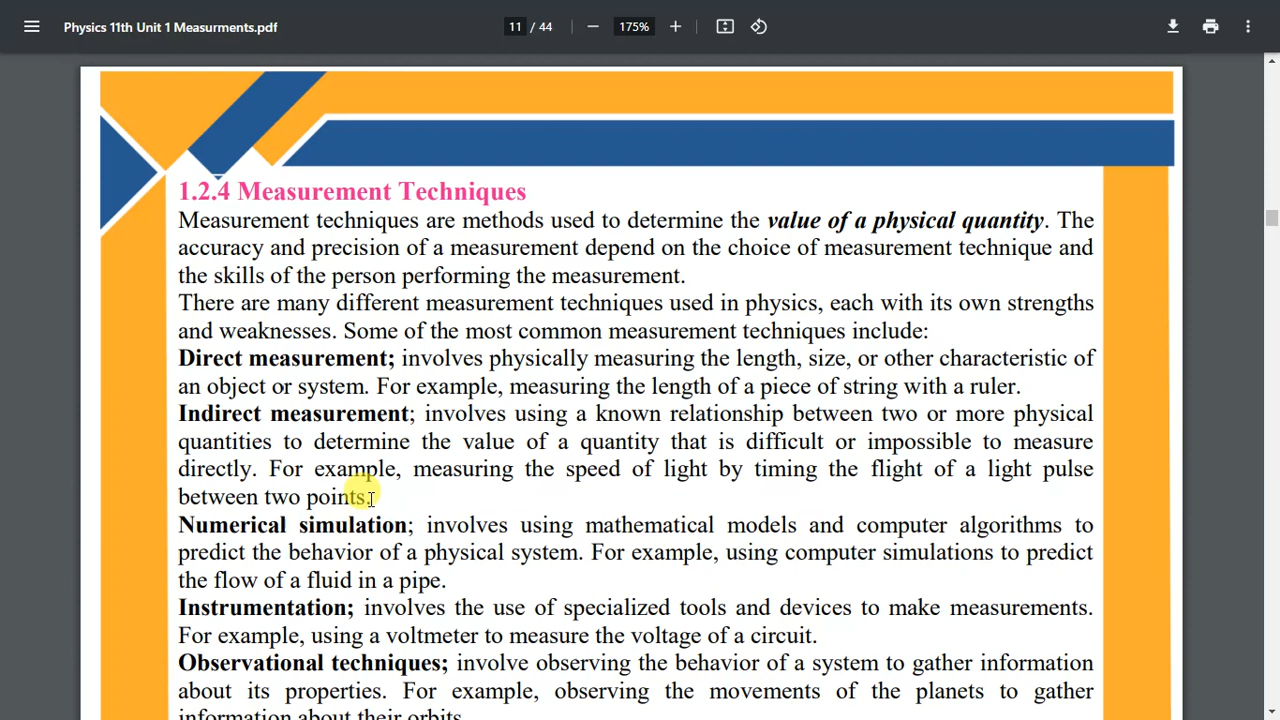 Physics 11th Unit 1 Measurments.pdf
11 / 44
175%
1.2.4 Measurement Techniques
Measurement techniques are methods used to determine the value of a physical quantity. The
accuracy and precision of a measurement depend on the choice of measurement technique and
the skills of the person performing the measurement.
There are many different measurement techniques used in physics, each with its own strengths
and weaknesses. Some of the most common measurement techniques include:
Direct measurement; involves physically measuring the length, size, or other characteristic of
an object or system. For example, measuring the length of a piece of string with a ruler.
Indirect measurement; involves using a known relationship between two or more physical
quantities to determine the value of a quantity that is difficult or impossible to measure
directly. For example, measuring the speed of light by timing the flight of a light pulse
between two points.
Numerical simulation; involves using mathematical models and computer algorithms to
predict the behavior of a physical system. For example, using computer simulations to predict
the flow of a fluid in a pipe.
Instrumentation; involves the use of specialized tools and devices to make measurements.
For example, using a voltmeter to measure the voltage of a circuit.
Observational techniques; involve observing the behavior of a system to gather information
about its properties. For example, observing the movements of the planets to gather
information about their orbits.